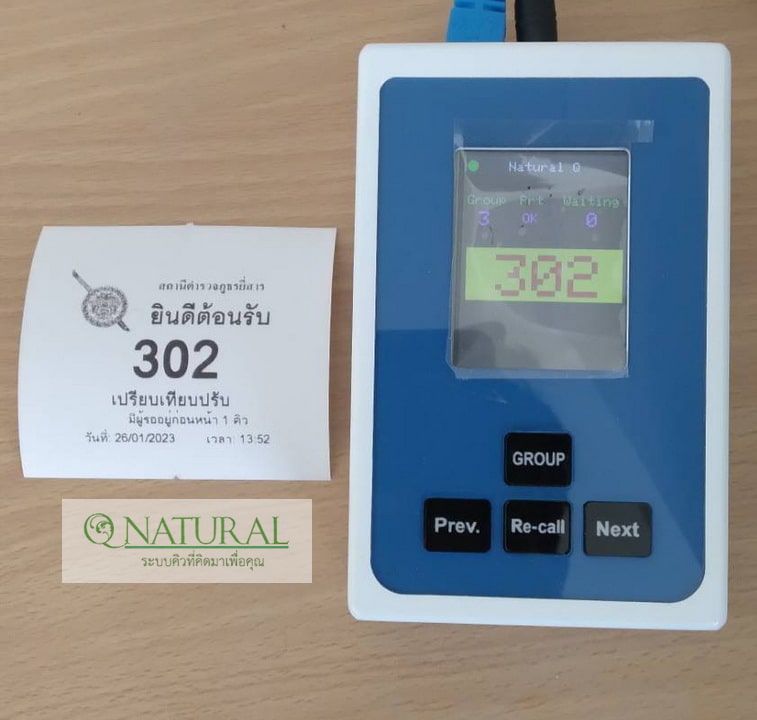 สถานีตำรวจภูธรยี่สาร
ยินดีต้อนรับ
302
เปรียบเทียบปรับ
มีผู้รออยู่ก่อนหน้า 1 คิว
วันที่: 26/01/2023 เวลา: 13:52
Q NATURAL
ระบบคิวที่คิดมาเพื่อคุณ
Natural Q
Group Prt Waiting
3 OK 0
302
GROUP
Prev. Re-call Next